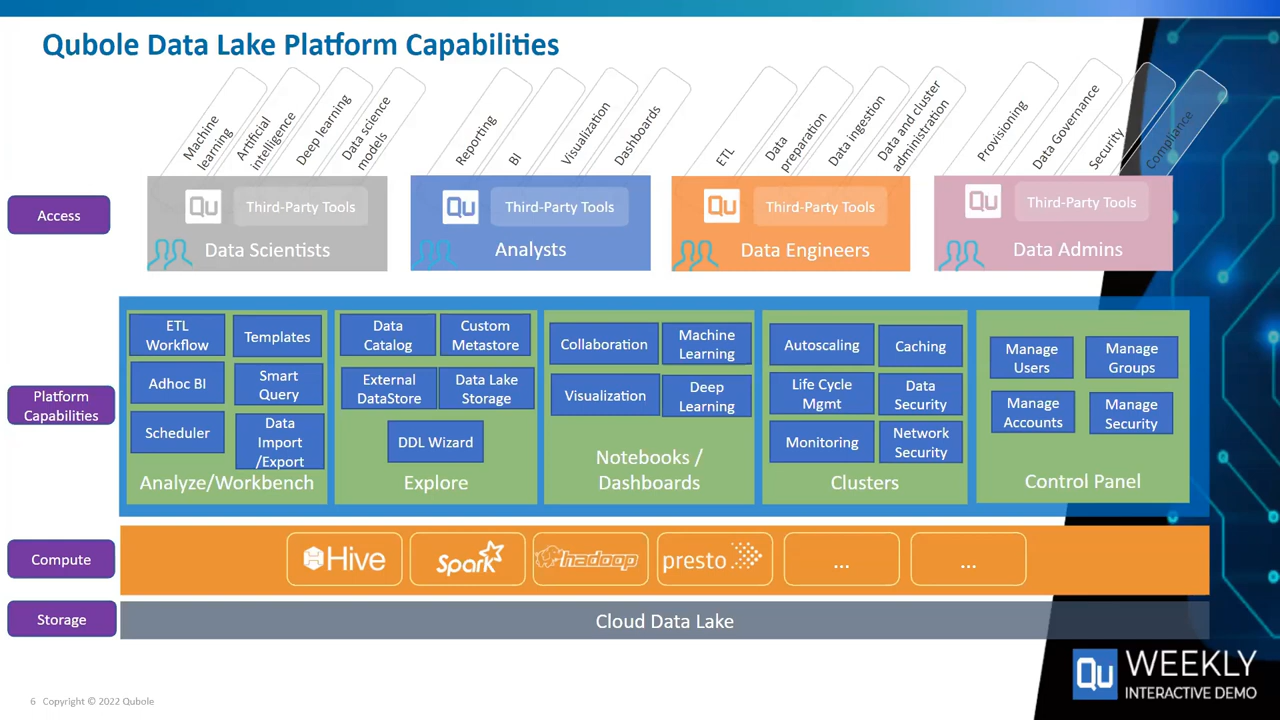 Qubole Data Lake Platform Capabilities
Machine
learning
Artificial
intelligence
Deep learning
Data science
models
Reporting
BI
Visualization
Dashboards
ETL
Data
preparation
Data ingestion
Data and cluster
administration
Provisioning
Data Governance
Security
Compliance
Access
Qu Third-Party Tools
Data Scientists
Qu Third-Party Tools
Analysts
Qu Third-Party Tools
Data Engineers
Qu Third-Party Tools
Data Admins
Platform
Capabilities
ETL
Workflow
Templates
Adhoc BI
Smart
Query
Scheduler
Data
Import
/Export
Analyze/Workbench
Data
Catalog
Custom
Metastore
External
DataStore
Data Lake
Storage
DDL Wizard
Explore
Collaboration
Machine
Learning
Visualization
Deep
Learning
Notebooks /
Dashboards
Autoscaling
Caching
Life Cycle
Mgmt
Data
Security
Monitoring
Network
Security
Clusters
Manage
Users
Manage
Groups
Manage
Accounts
Manage
Security
Control Panel
Compute
Hive
Spark
hadoop
presto
...
...
Storage
Cloud Data Lake
Qu WEEKLY
INTERACTIVE DEMO
6 Copyright © 2022 Qubole